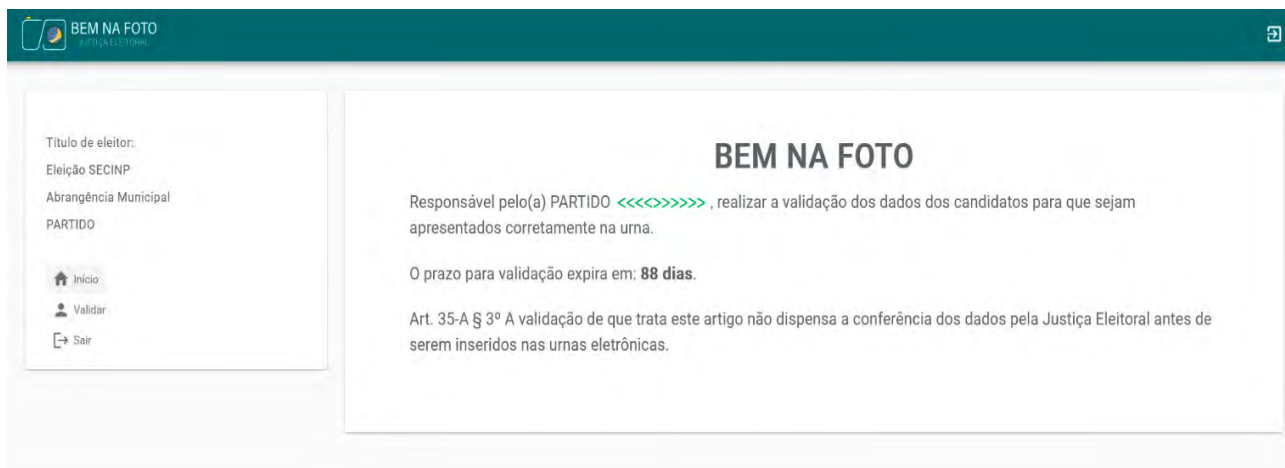 BEM NA FOTO
JUSTIÇA ELEITORAL
Título de eleitor:
Eleição SECINP
Abrangência Municipal
PARTIDO
Início
Validar
Sair
BEM NA FOTO
Responsável pelo(a) PARTIDO <<<<>>>>>> , realizar a validação dos dados dos candidatos para que sejam
apresentados corretamente na urna.
O prazo para validação expira em: 88 dias.
Art. 35-A § 3º A validação de que trata este artigo não dispensa a conferência dos dados pela Justiça Eleitoral antes de
serem inseridos nas urnas eletrônicas.